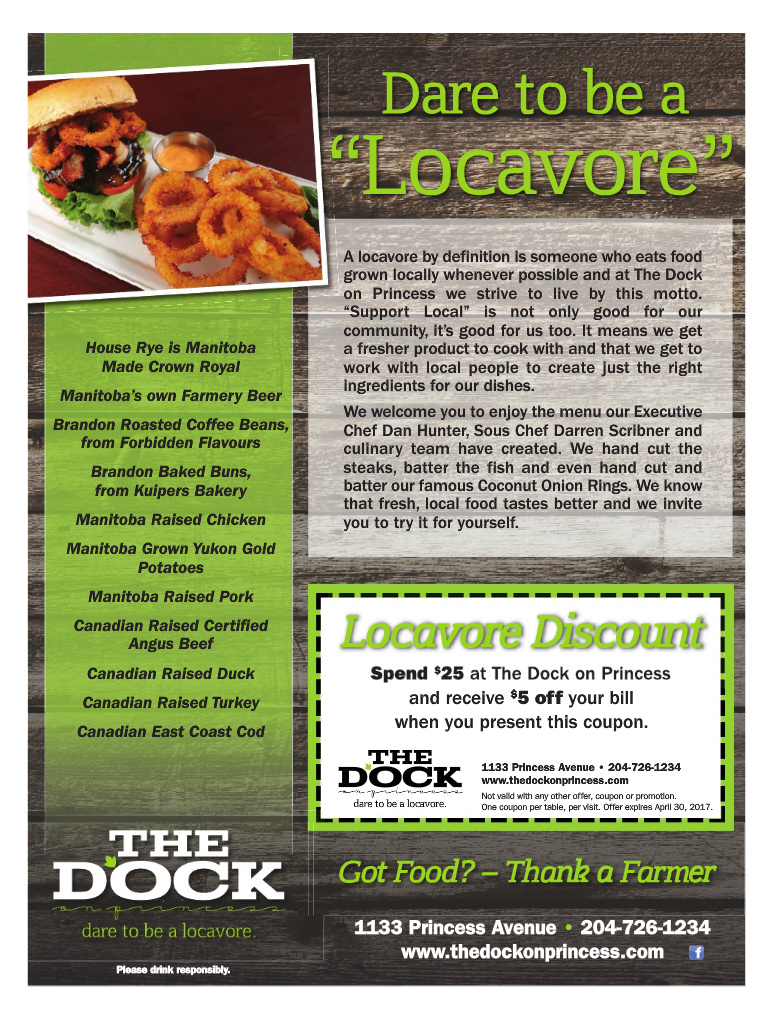 Dare to be a
“Locavore”
A locavore by definition is someone who eats food
grown locally whenever possible and at The Dock
on Princess we strive to live by this motto.
“Support Local” is not only good for our
community, it’s good for us too. It means we get
a fresher product to cook with and that we get to
work with local people to create just the right
ingredients for our dishes.
We welcome you to enjoy the menu our Executive
Chef Dan Hunter, Sous Chef Darren Scribner and
culinary team have created. We hand cut the
steaks, batter the fish and even hand cut and
batter our famous Coconut Onion Rings. We know
that fresh, local food tastes better and we invite
you to try it for yourself.
House Rye is Manitoba
Made Crown Royal
Manitoba’s own Farmery Beer
Brandon Roasted Coffee Beans,
from Forbidden Flavours
Brandon Baked Buns,
from Kuipers Bakery
Manitoba Raised Chicken
Manitoba Grown Yukon Gold
Potatoes
Manitoba Raised Pork
Canadian Raised Certified
Angus Beef
Canadian Raised Duck
Canadian Raised Turkey
Canadian East Coast Cod
Locavore Discount
Spend $25 at The Dock on Princess
and receive $5 off your bill
when you present this coupon.
THE
DOCK
on princess
dare to be a locavore.
1133 Princess Avenue • 204-726-1234
www.thedockonprincess.com
Not valid with any other offer, coupon or promotion.
One coupon per table, per visit. Offer expires April 30, 2017.
THE
DOCK
on princess
dare to be a locavore.
Please drink responsibly.
Got Food? – Thank a Farmer
1133 Princess Avenue • 204-726-1234
www.thedockonprincess.com f